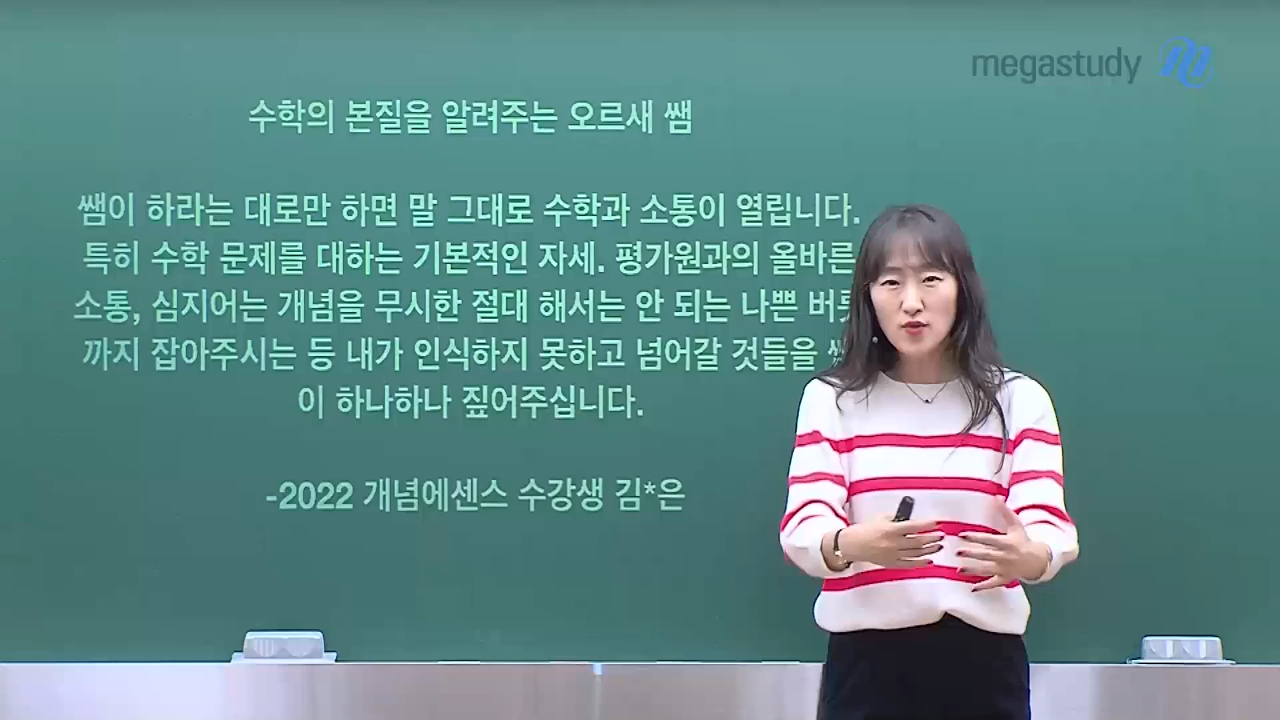 megastudy
수학의 본질을 알려주는 오르새 쌤
쌤이 하라는 대로만 하면 말 그대로 수학과 소통이 열립니다.
특히 수학 문제를 대하는 기본적인 자세. 평가원과의 올바른
소통, 심지어는 개념을 무시한 절대 해서는 안 되는 나쁜
까지 잡아주시는 등 내가 인식하지 못하고 넘어갈 것들을
이 하나하나 짚어주십니다.
-2022 개념에센스 수강생 김*은